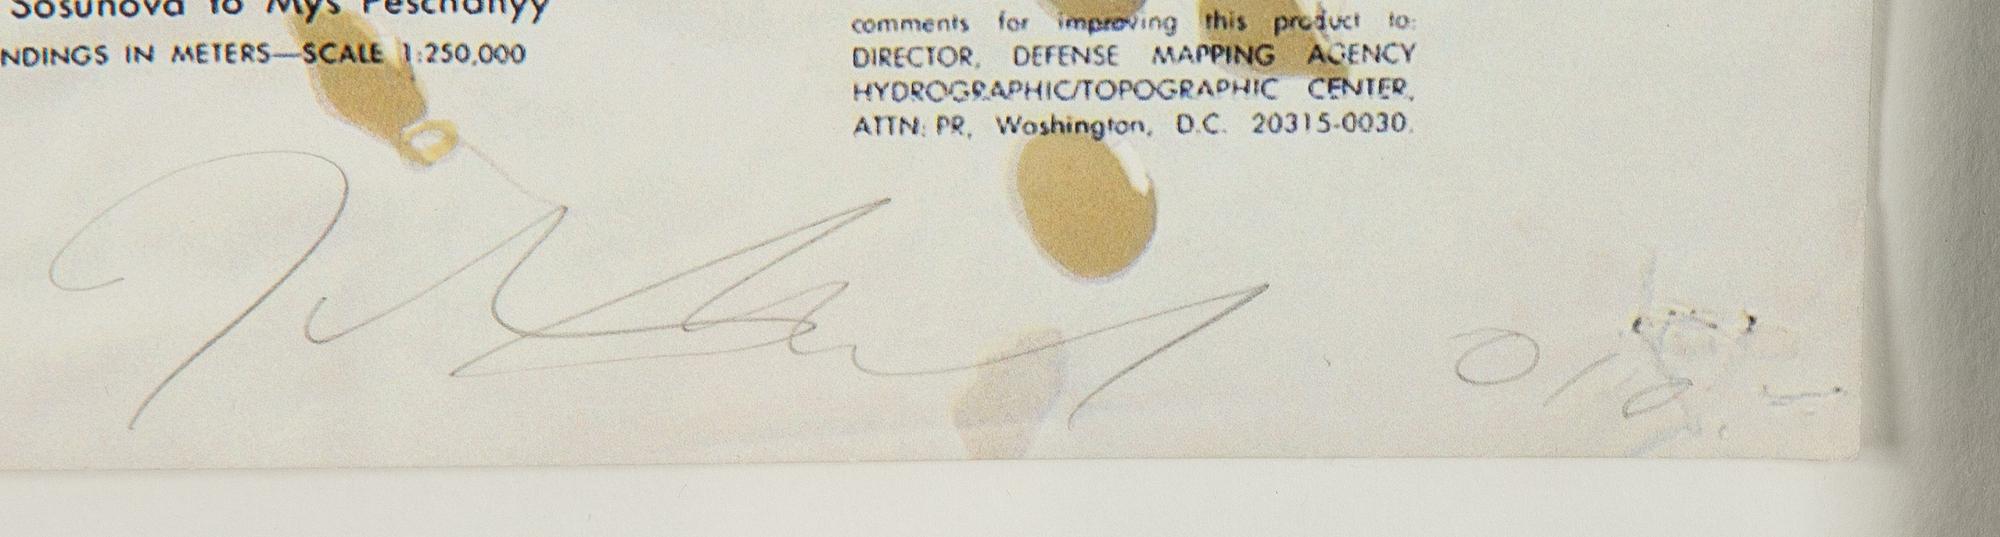 Sosunova to Mys Peschanyy
NDINGS IN METERS—SCALE 1:250,000
comments for improving this product to:
DIRECTOR, DEFENSE MAPPING AGENCY
HYDROGRAPHIC/TOPOGRAPHIC CENTER,
ATTN: PR, Washington, D.C. 20315-0030.